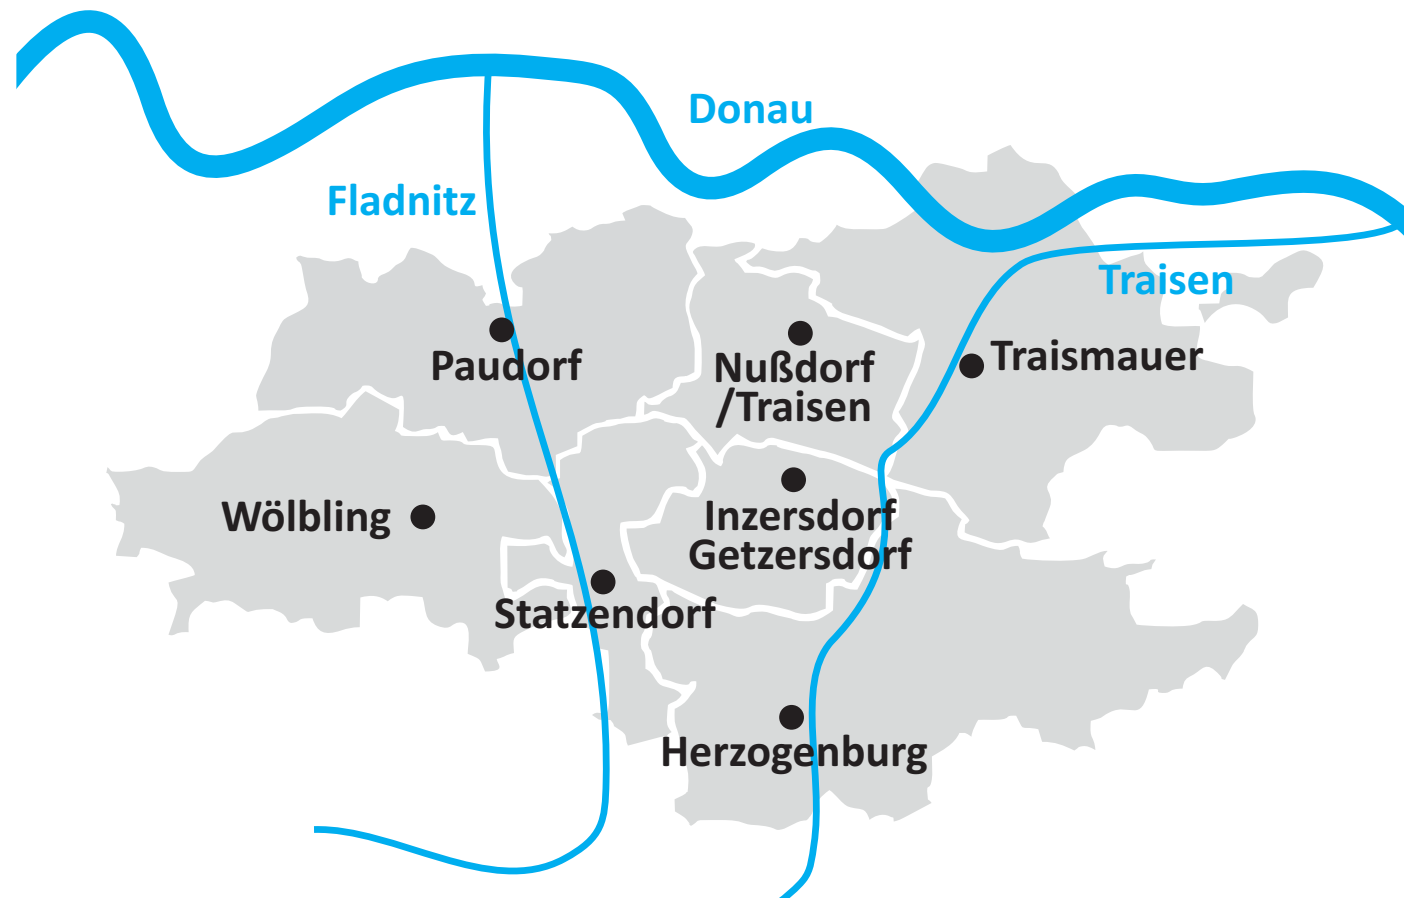 Donau
Fladnitz
Traisen
Paudorf
Nußdorf
/Traisen
Traismauer
Wölbling
Inzersdorf
Getzersdorf
Statzendorf
Herzogenburg